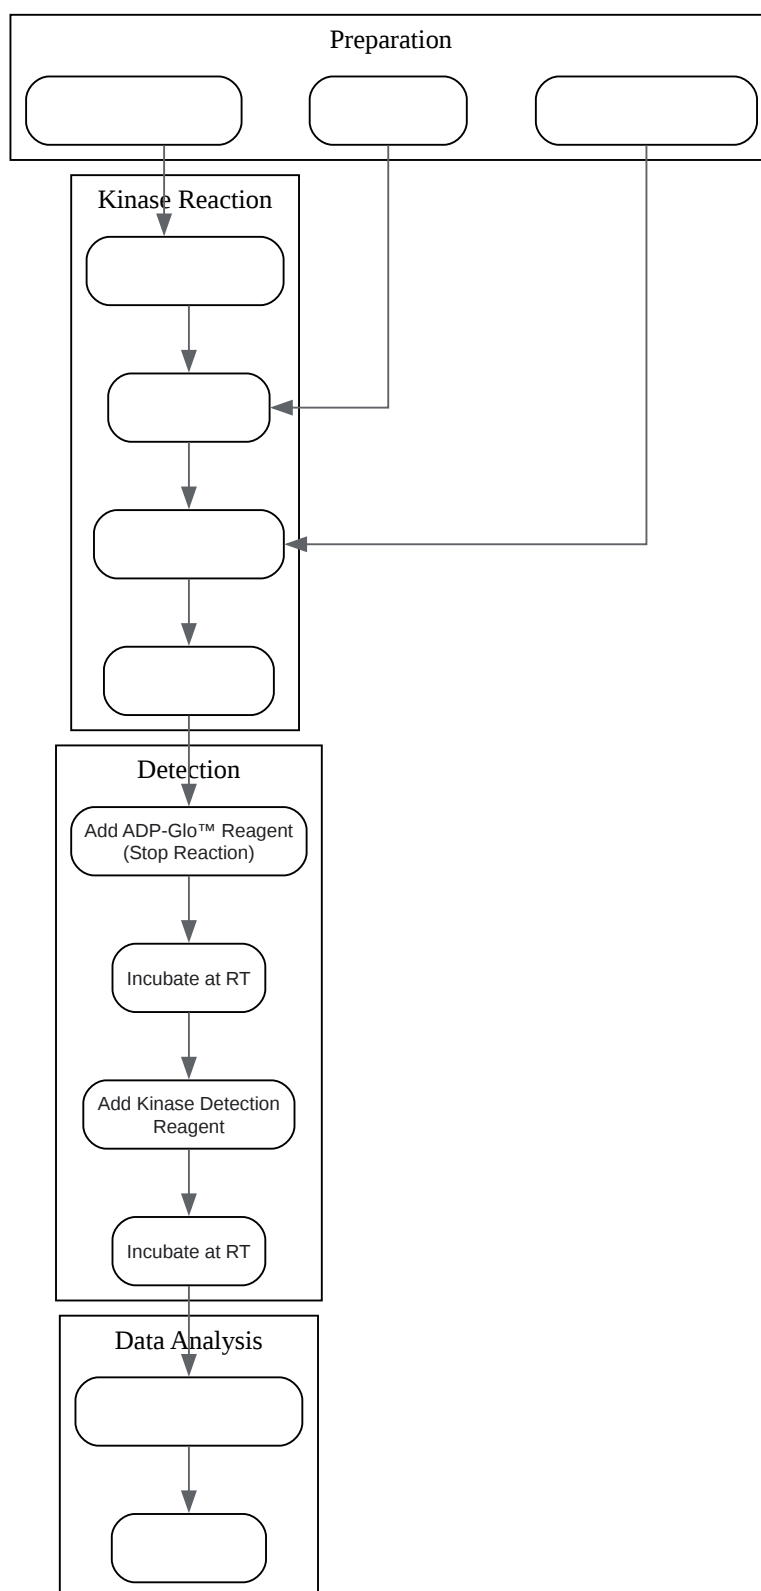 Preparation
Kinase Reaction
Detection
Add ADP-Glo™ Reagent
(Stop Reaction)
Incubate at RT
Add Kinase Detection
Reagent
Incubate at RT
Data Analysis